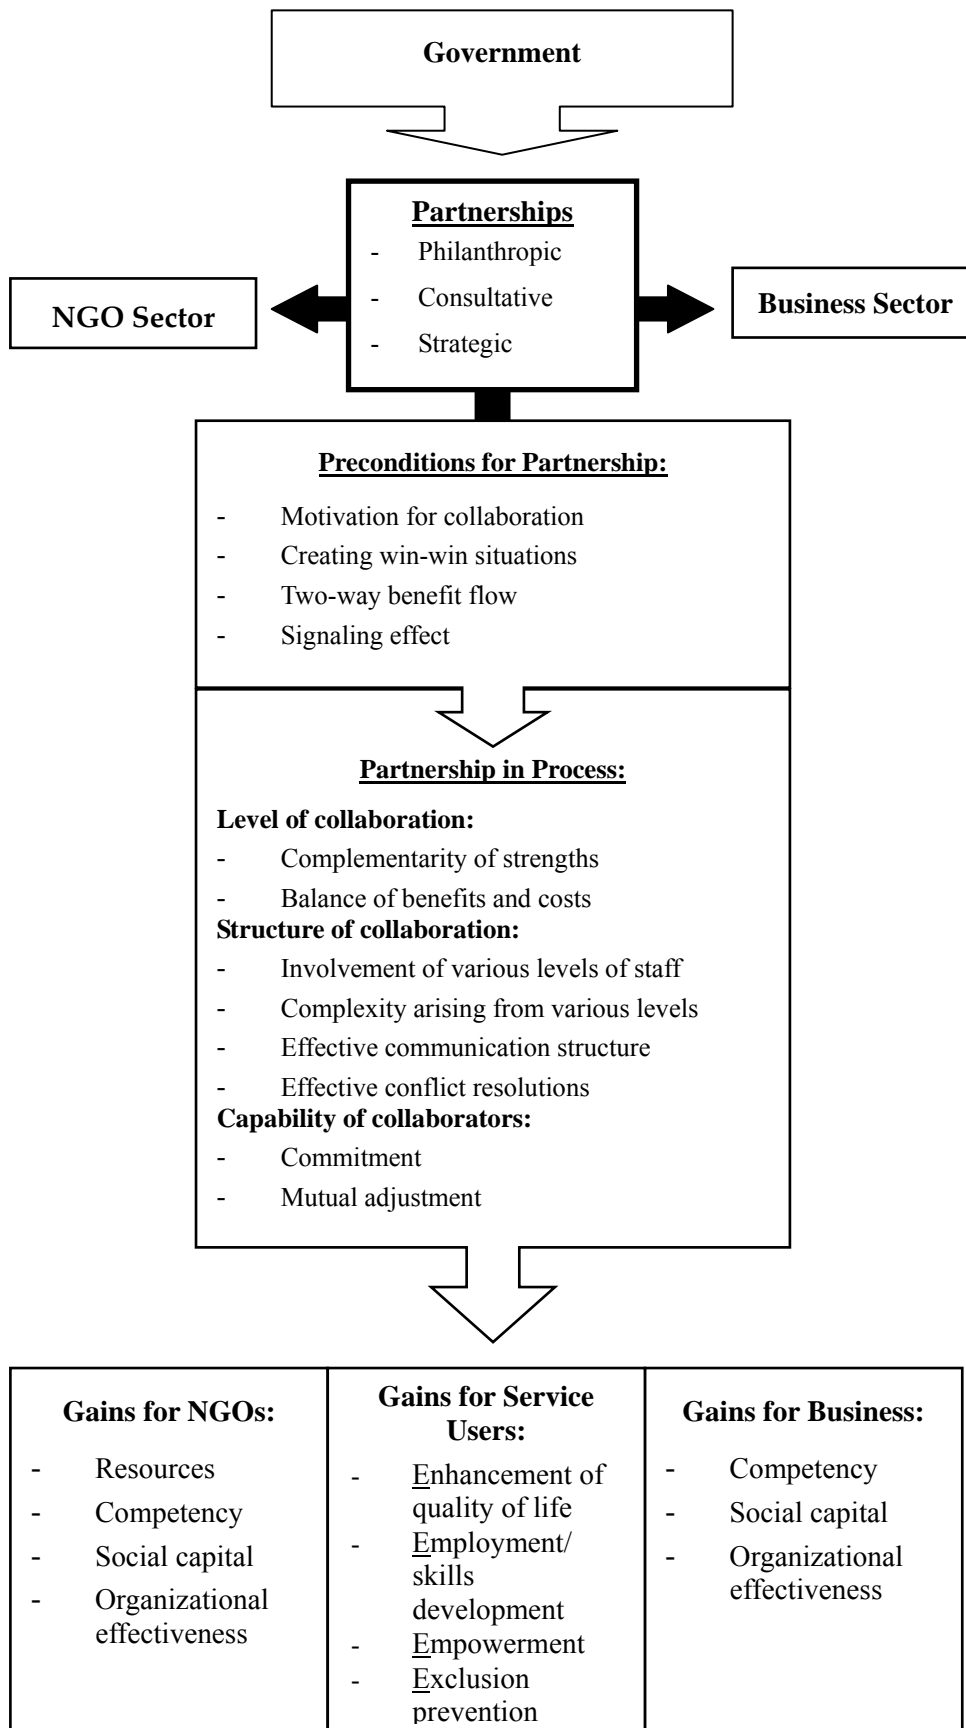 Government
Partnerships
- Philanthropic
- Consultative
- Strategic
NGO Sector
Business Sector
Preconditions for Partnership:
- Motivation for collaboration
- Creating win-win situations
- Two-way benefit flow
- Signaling effect
Partnership in Process:
Level of collaboration:
- Complementarity of strengths
- Balance of benefits and costs
Structure of collaboration:
- Involvement of various levels of staff
- Complexity arising from various levels
- Effective communication structure
- Effective conflict resolutions
Capability of collaborators:
- Commitment
- Mutual adjustment
Gains for NGOs:
- Resources
- Competency
- Social capital
- Organizational
effectiveness
Gains for Service
Users:
- Enhancement of
quality of life
- Employment/
skills
development
- Empowerment
- Exclusion
prevention
Gains for Business:
- Competency
- Social capital
- Organizational
effectiveness